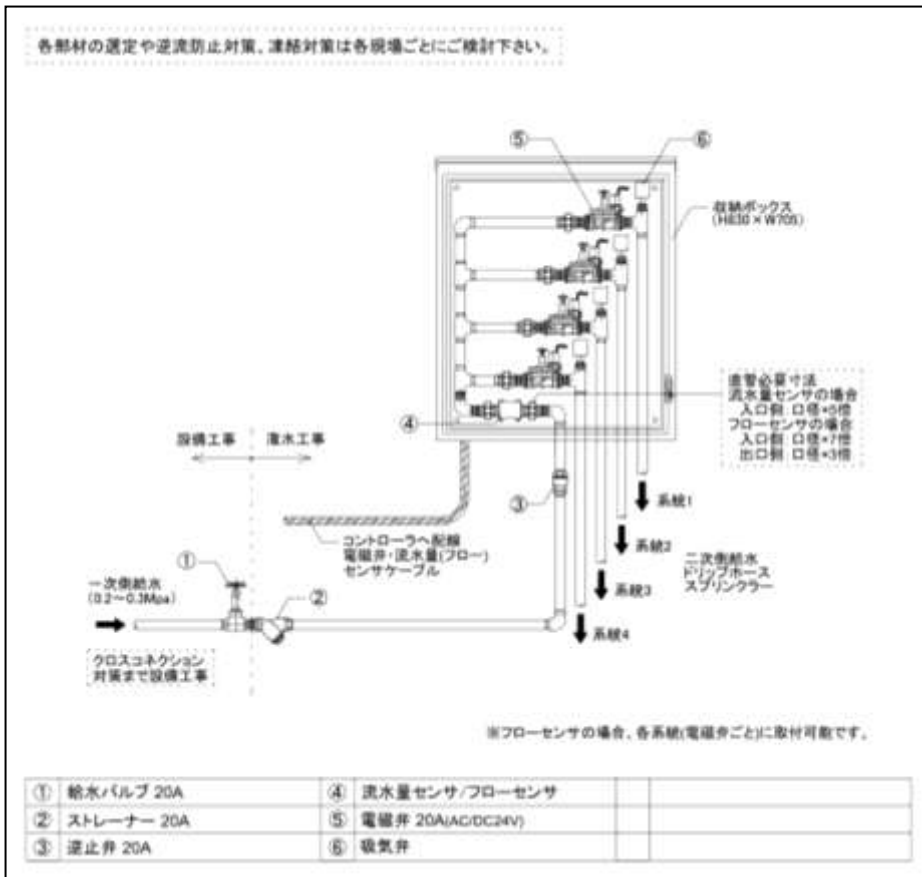 各部材の選定や逆流防止対策、凍結対策は各現場ごとにご検討下さい。
⑤
⑥
収納ボックス
(H830×W705)
直管必要寸法
流水量センサの場合
入口側:口径*5倍
フローセンサの場合
入口側:口径*7倍
出口側:口径*3倍
④
設備工事
潅水工事
③
系統1
コントローラへ配線
電磁弁・流水量(フロー)
センサケーブル
系統2
二次側給水
ドリップホース
スプリンクラー
①
一次側給水
(0.2~0.3Mpa)
②
系統3
系統4
クロスコネクション
対策まで設備工事
※フローセンサの場合、各系統(電磁弁ごと)に取付可能です。
① 給水バルブ 20A ④ 流水量センサ/フローセンサ
② ストレーナー 20A ⑤ 電磁弁 20A(AC/DC24V)
③ 逆止弁 20A ⑥ 吸気弁